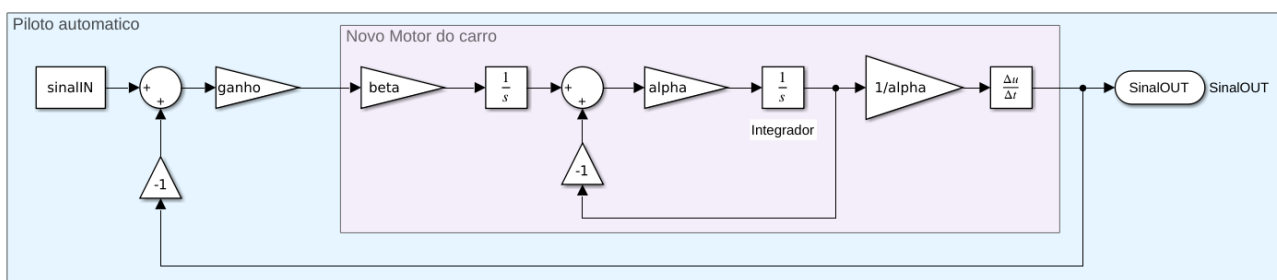 Piloto automatico
Novo Motor do carro
sinalIN
+
+
ganho
beta
1
s
+
+
alpha
1
s
Integrador
1/alpha
Δu
Δt
SinalOUT
SinalOUT
-1
-1